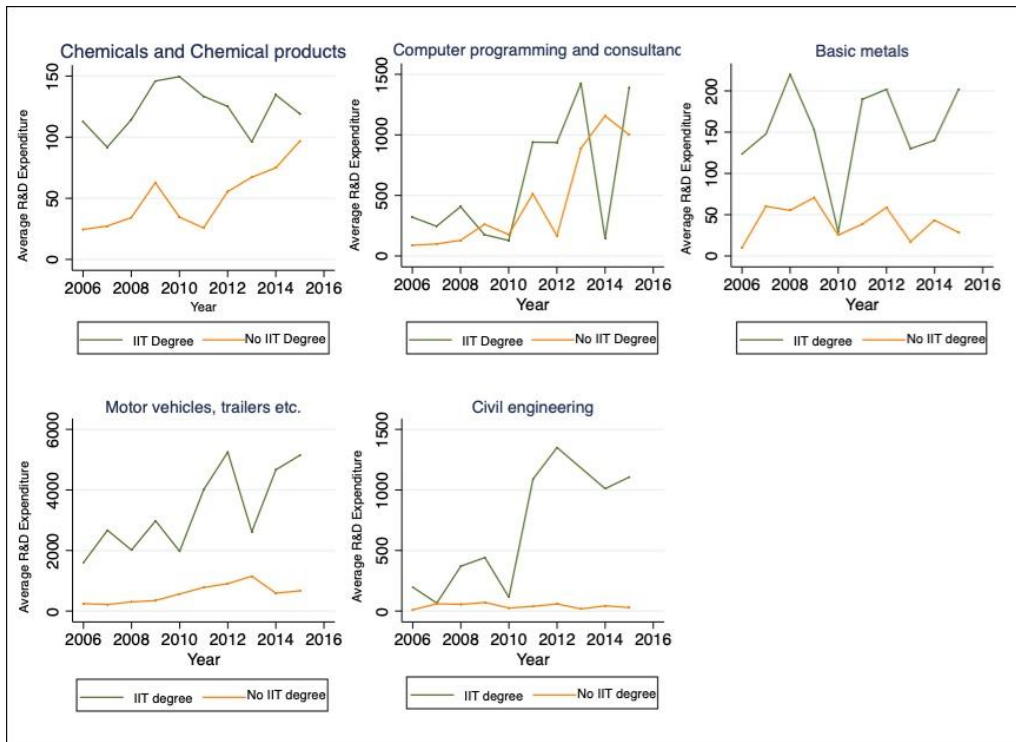 Chemicals and Chemical products
Average R&D Expenditure
150
100
50
0
2006 2008 2010 2012 2014 2016
Year
IIT Degree No IIT Degree
Computer programming and consultanc
Average R&D Expenditure
1500
1000
500
0
2006 2008 2010 2012 2014 2016
Year
IIT Degree No IIT Degree
Basic metals
Average R&D Expenditure
200
150
100
50
0
2006 2008 2010 2012 2014 2016
Year
IIT degree No IIT degree
Motor vehicles, trailers etc.
Average R&D Expenditure
6000
4000
2000
0
2006 2008 2010 2012 2014 2016
Year
IIT degree No IIT degree
Civil engineering
Average R&D Expenditure
1500
1000
500
0
2006 2008 2010 2012 2014 2016
Year
IIT degree No IIT degree